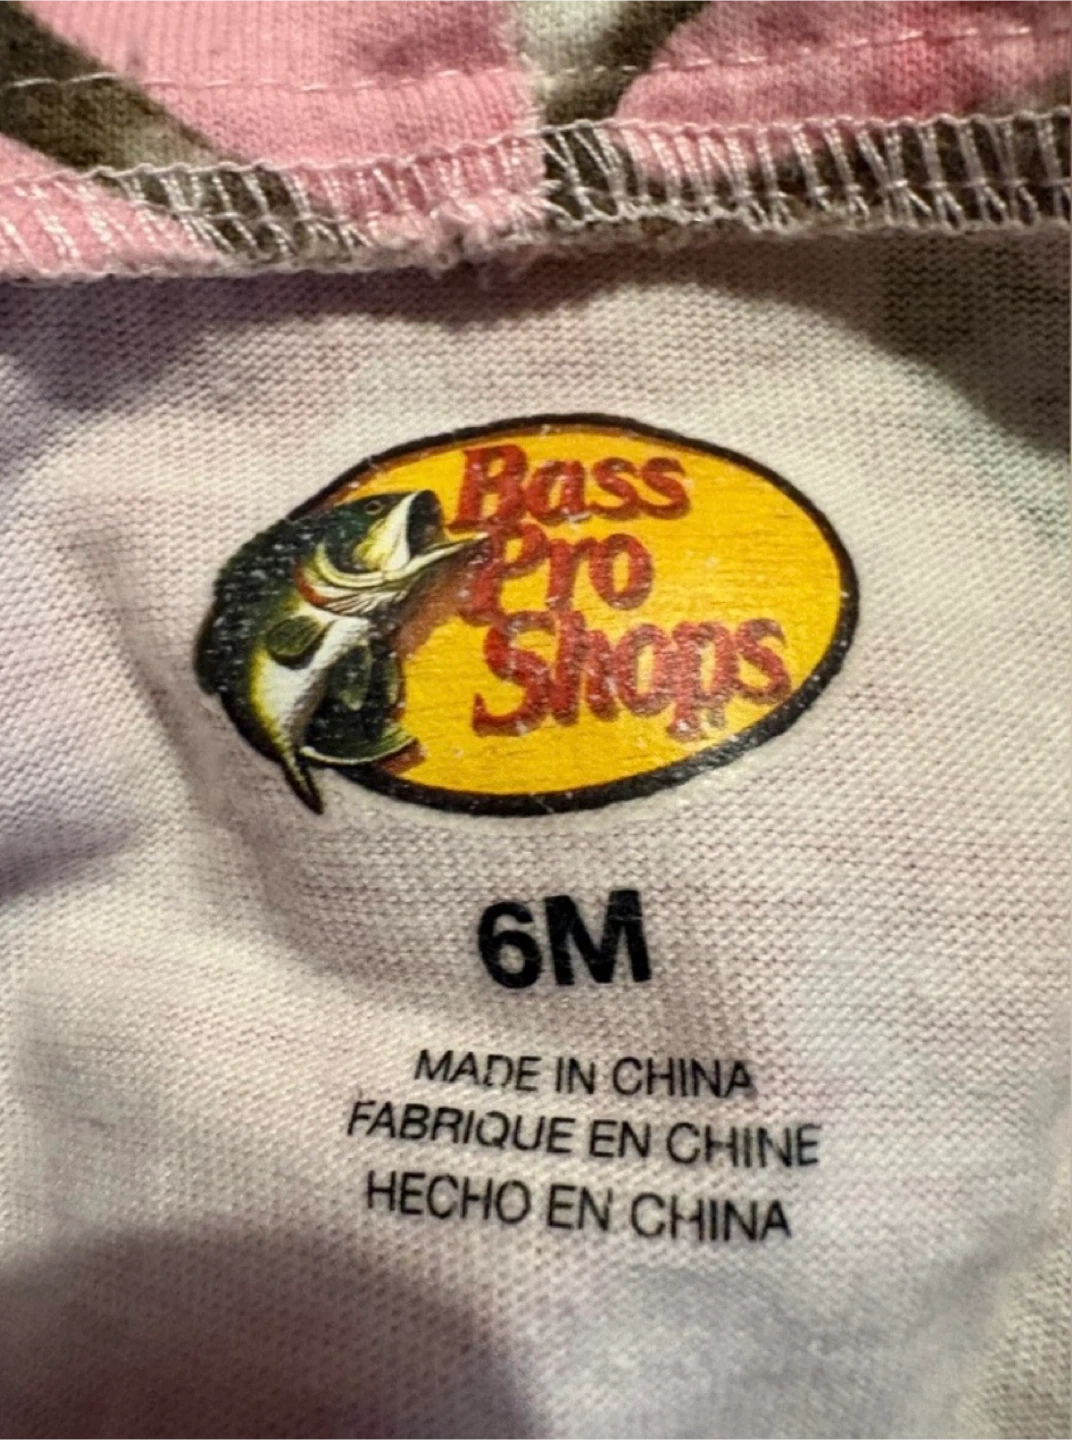 Bass
Pro
Shops
6M
MADE IN CHINA
FABRIQUE EN CHINE
HECHO EN CHINA